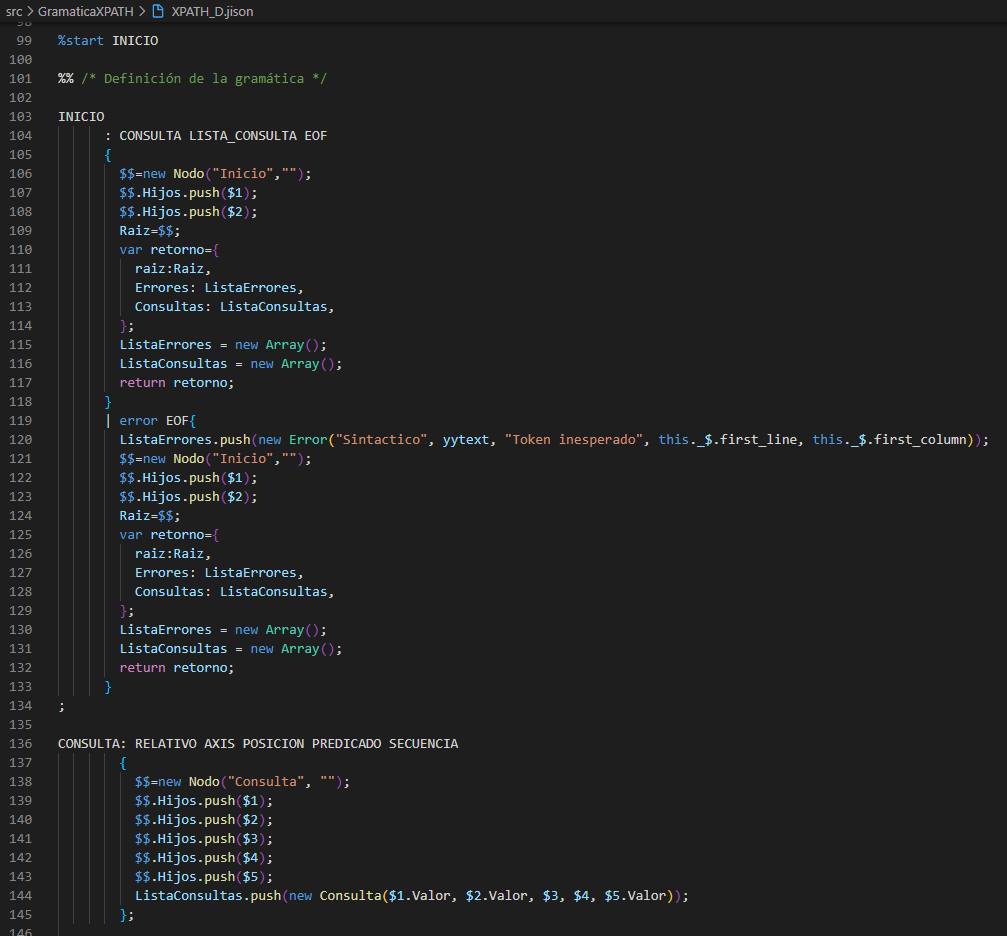 src > GramaticaXPATH > XPATH_D.jison
98
99 %start INICIO
100
101 %% /* Definición de la gramática */
102
103 INICIO
104 : CONSULTA LISTA_CONSULTA EOF
105 {
106 $$=new Nodo("Inicio","");
107 $$.Hijos.push($1);
108 $$.Hijos.push($2);
109 Raiz=$$;
110 var retorno={
111 raiz:Raiz,
112 Errores: ListaErrores,
113 Consultas: ListaConsultas,
114 };
115 ListaErrores = new Array();
116 ListaConsultas = new Array();
117 return retorno;
118 }
119 | error EOF{
120 ListaErrores.push(new Error("Sintactico", yytext, "Token inesperado", this._$.first_line, this._$.first_column));
121 $$=new Nodo("Inicio","");
122 $$.Hijos.push($1);
123 $$.Hijos.push($2);
124 Raiz=$$;
125 var retorno={
126 raiz:Raiz,
127 Errores: ListaErrores,
128 Consultas: ListaConsultas,
129 };
130 ListaErrores = new Array();
131 ListaConsultas = new Array();
132 return retorno;
133 }
134 ;
135
136 CONSULTA: RELATIVO AXIS POSICION PREDICADO SECUENCIA
137 {
138 $$=new Nodo("Consulta", "");
139 $$.Hijos.push($1);
140 $$.Hijos.push($2);
141 $$.Hijos.push($3);
142 $$.Hijos.push($4);
143 $$.Hijos.push($5);
144 ListaConsultas.push(new Consulta($1.Valor, $2.Valor, $3, $4, $5.Valor));
145 };
146